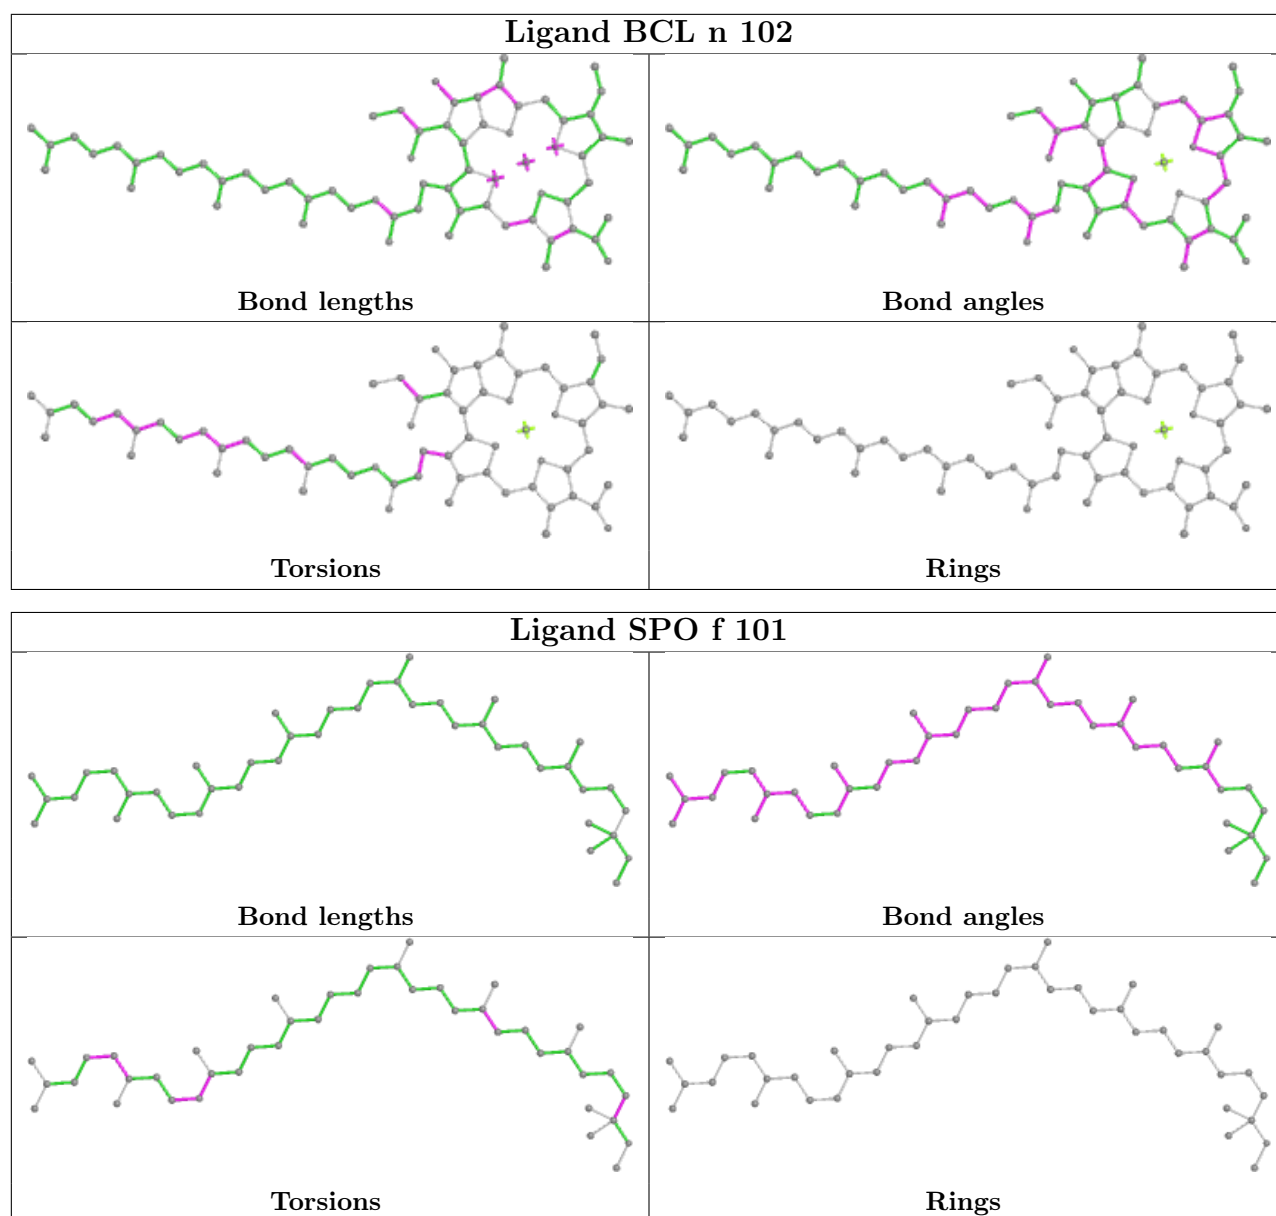 Ligand BCL n 102
Bond lengths
Bond angles
Torsions
Rings
Ligand SPO f 101
Bond lengths
Bond angles
Torsions
Rings